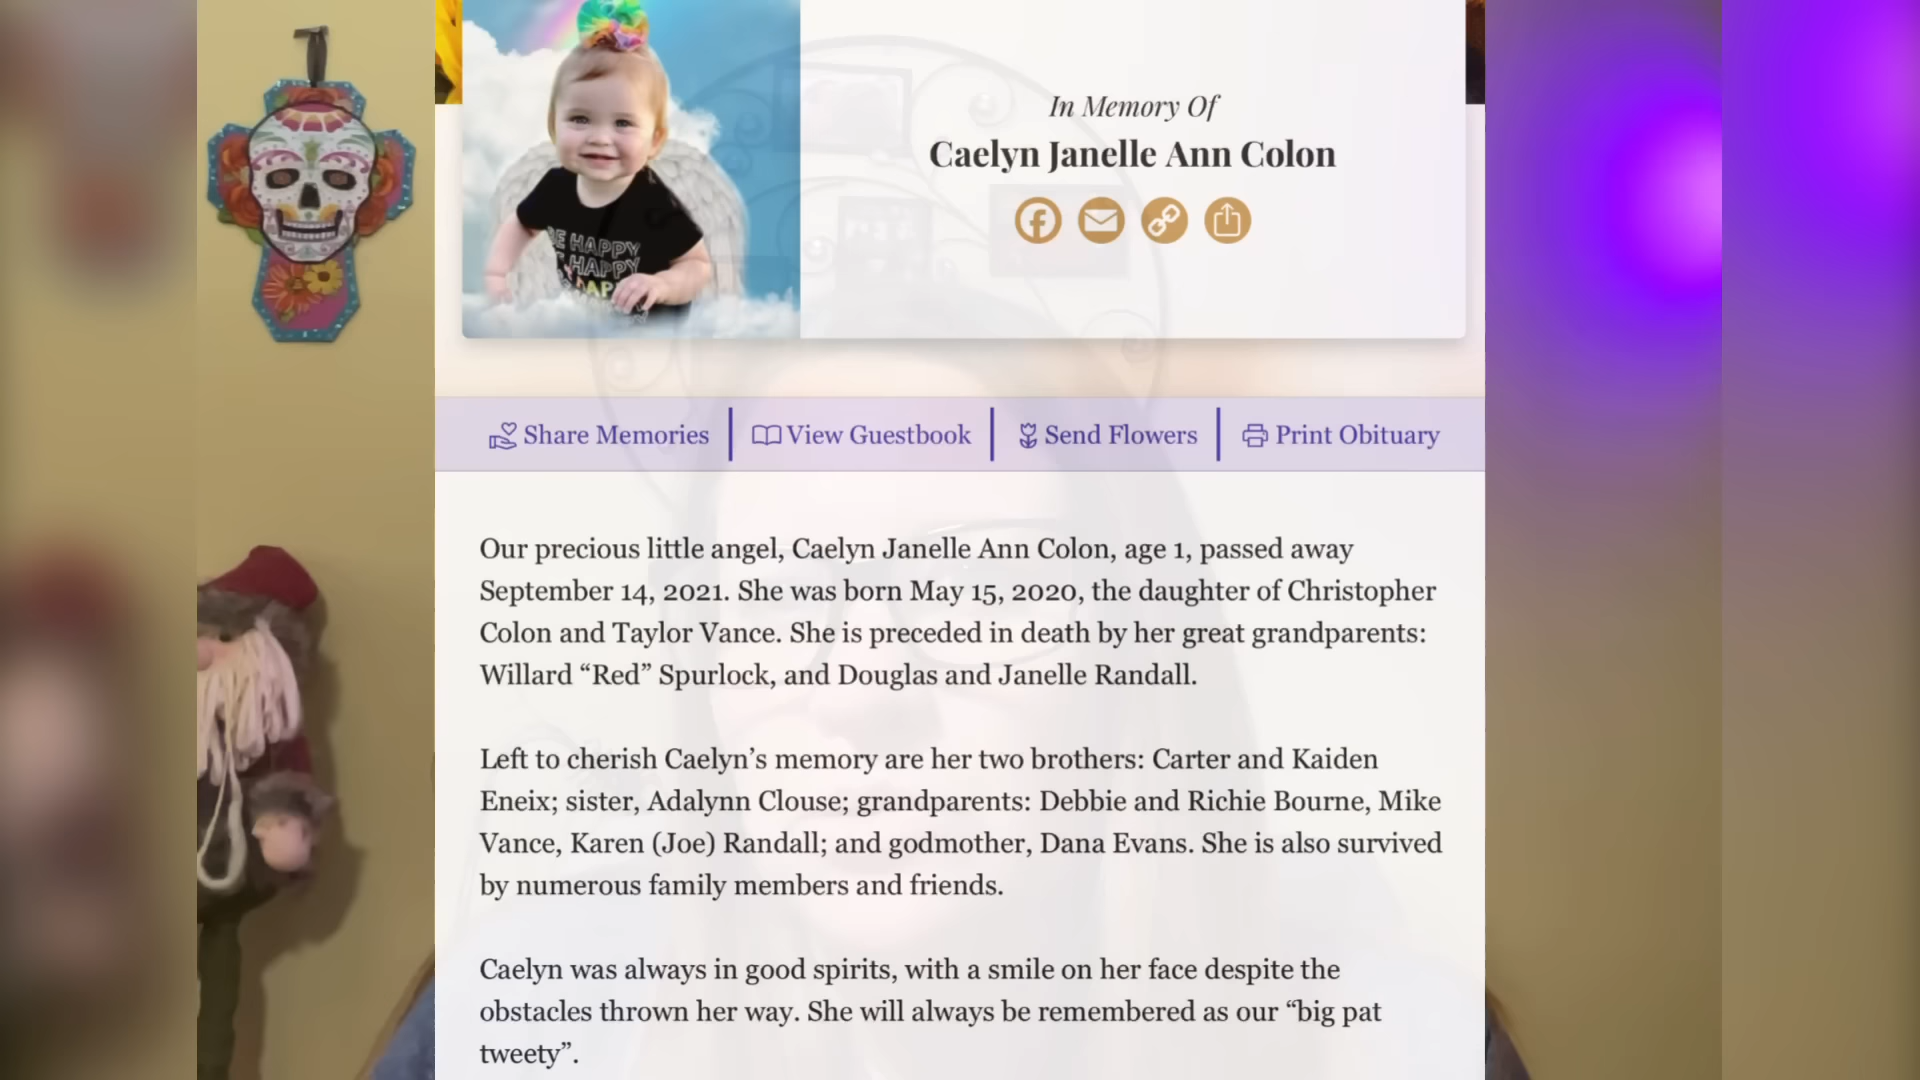 In Memory Of
Caelyn Janelle Ann Colon
BE HAPPY
HAPPY
Share Memories
View Guestbook
Send Flowers
Print Obituary
Our precious little angel, Caelyn Janelle Ann Colon, age 1, passed away
September 14, 2021. She was born May 15, 2020, the daughter of Christopher
Colon and Taylor Vance. She is preceded in death by her great grandparents:
Willard “Red” Spurlock, and Douglas and Janelle Randall.
Left to cherish Caelyn’s memory are her two brothers: Carter and Kaiden
Eneix; sister, Adalynn Clouse; grandparents: Debbie and Richie Bourne, Mike
Vance, Karen (Joe) Randall; and godmother, Dana Evans. She is also survived
by numerous family members and friends.
Caelyn was always in good spirits, with a smile on her face despite the
obstacles thrown her way. She will always be remembered as our “big pat
tweety”.